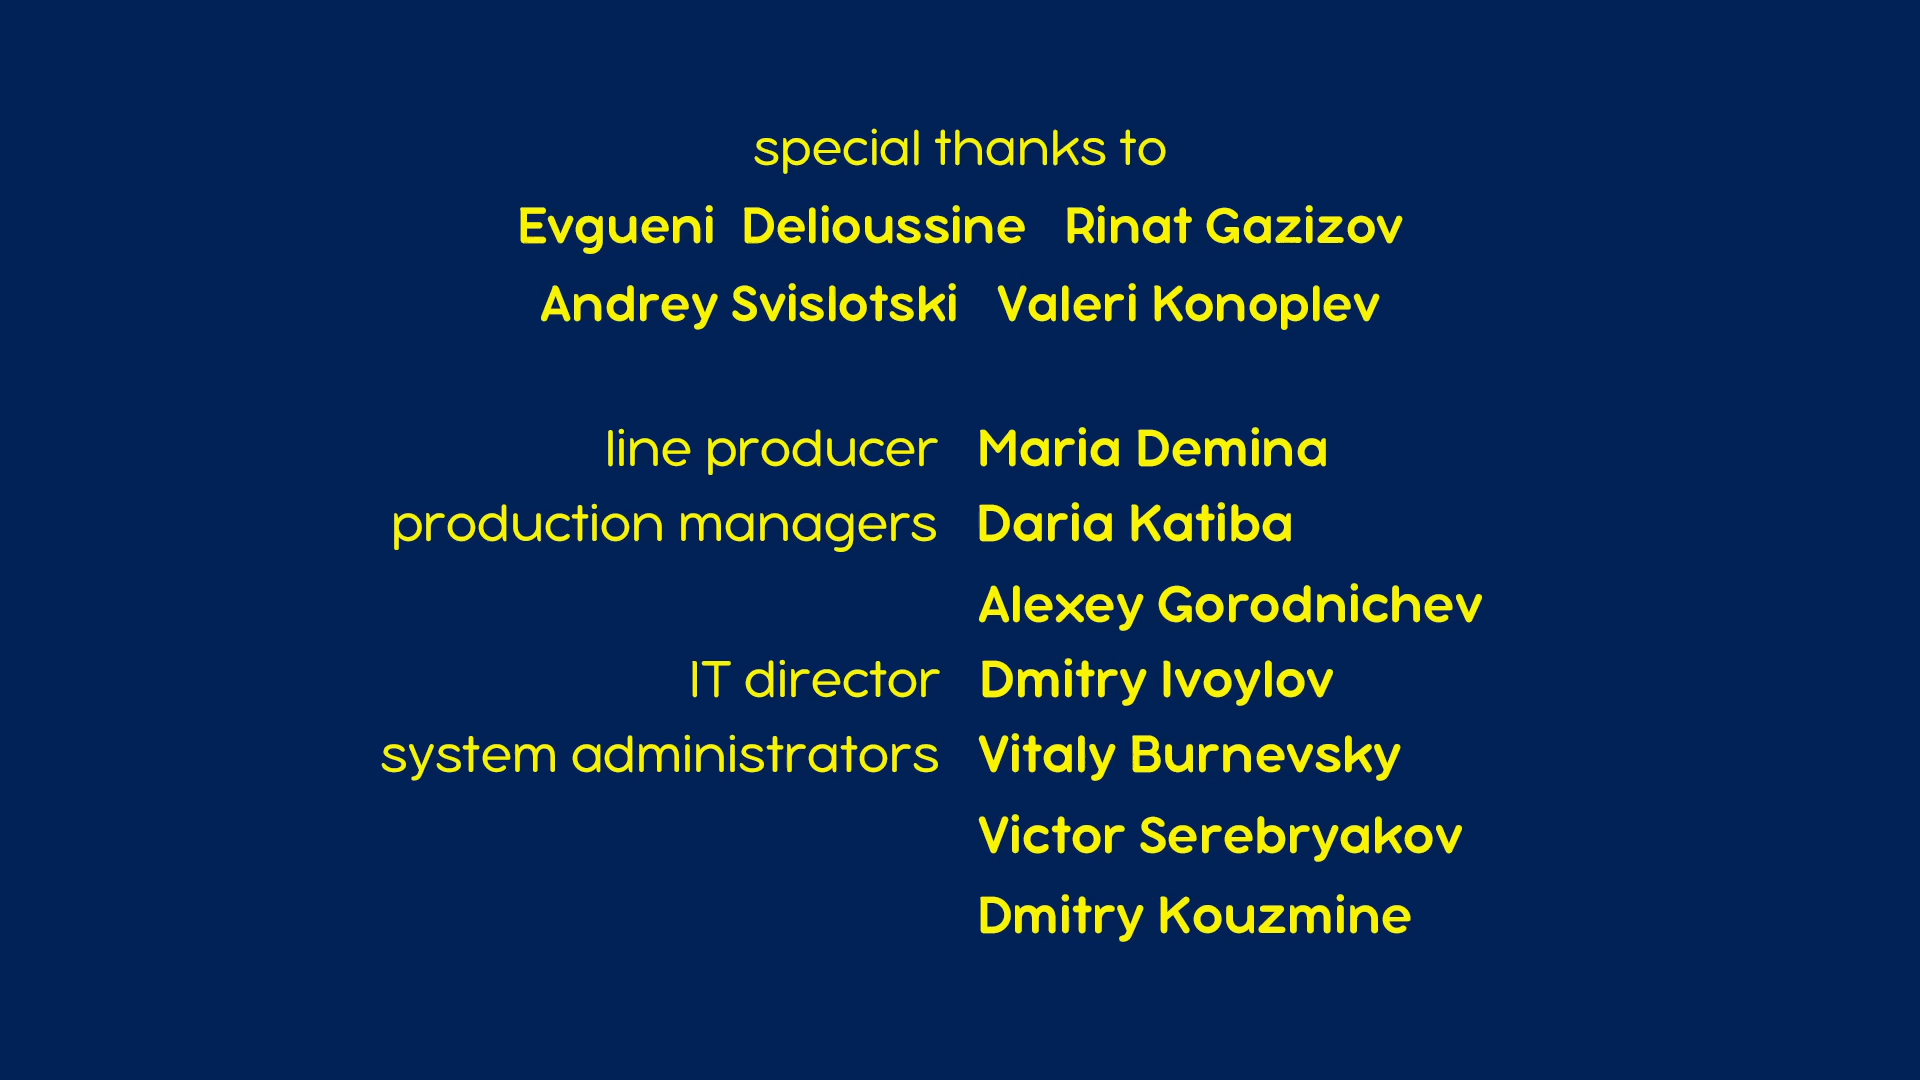 special thanks to
Evgueni Delioussine Rinat Gazizov
Andrey Svislotski Valeri Konoplev
line producer Maria Demina
production managers Daria Katiba
Alexey Gorodnichev
IT director Dmitry Ivoylov
system administrators Vitaly Burnevsky
Victor Serebryakov
Dmitry Kouzmine